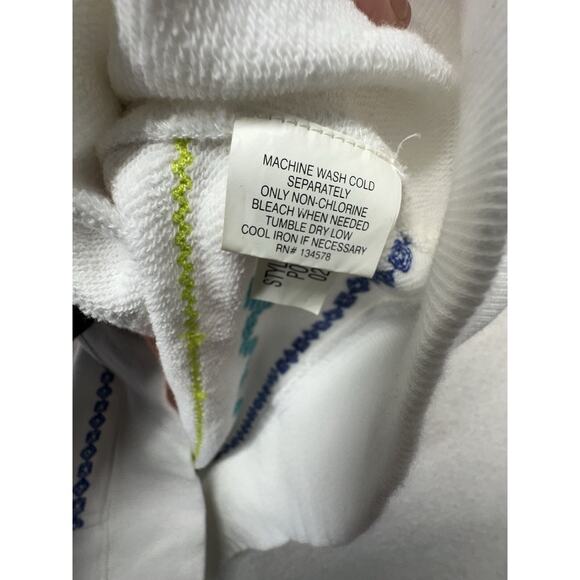 MACHINE WASH COLD
SEPARATELY
ONLY NON-CHLORINE
BLEACH WHEN NEEDED
TUMBLE DRY LOW
COOL IRON IF NECESSARY
RN# 134578